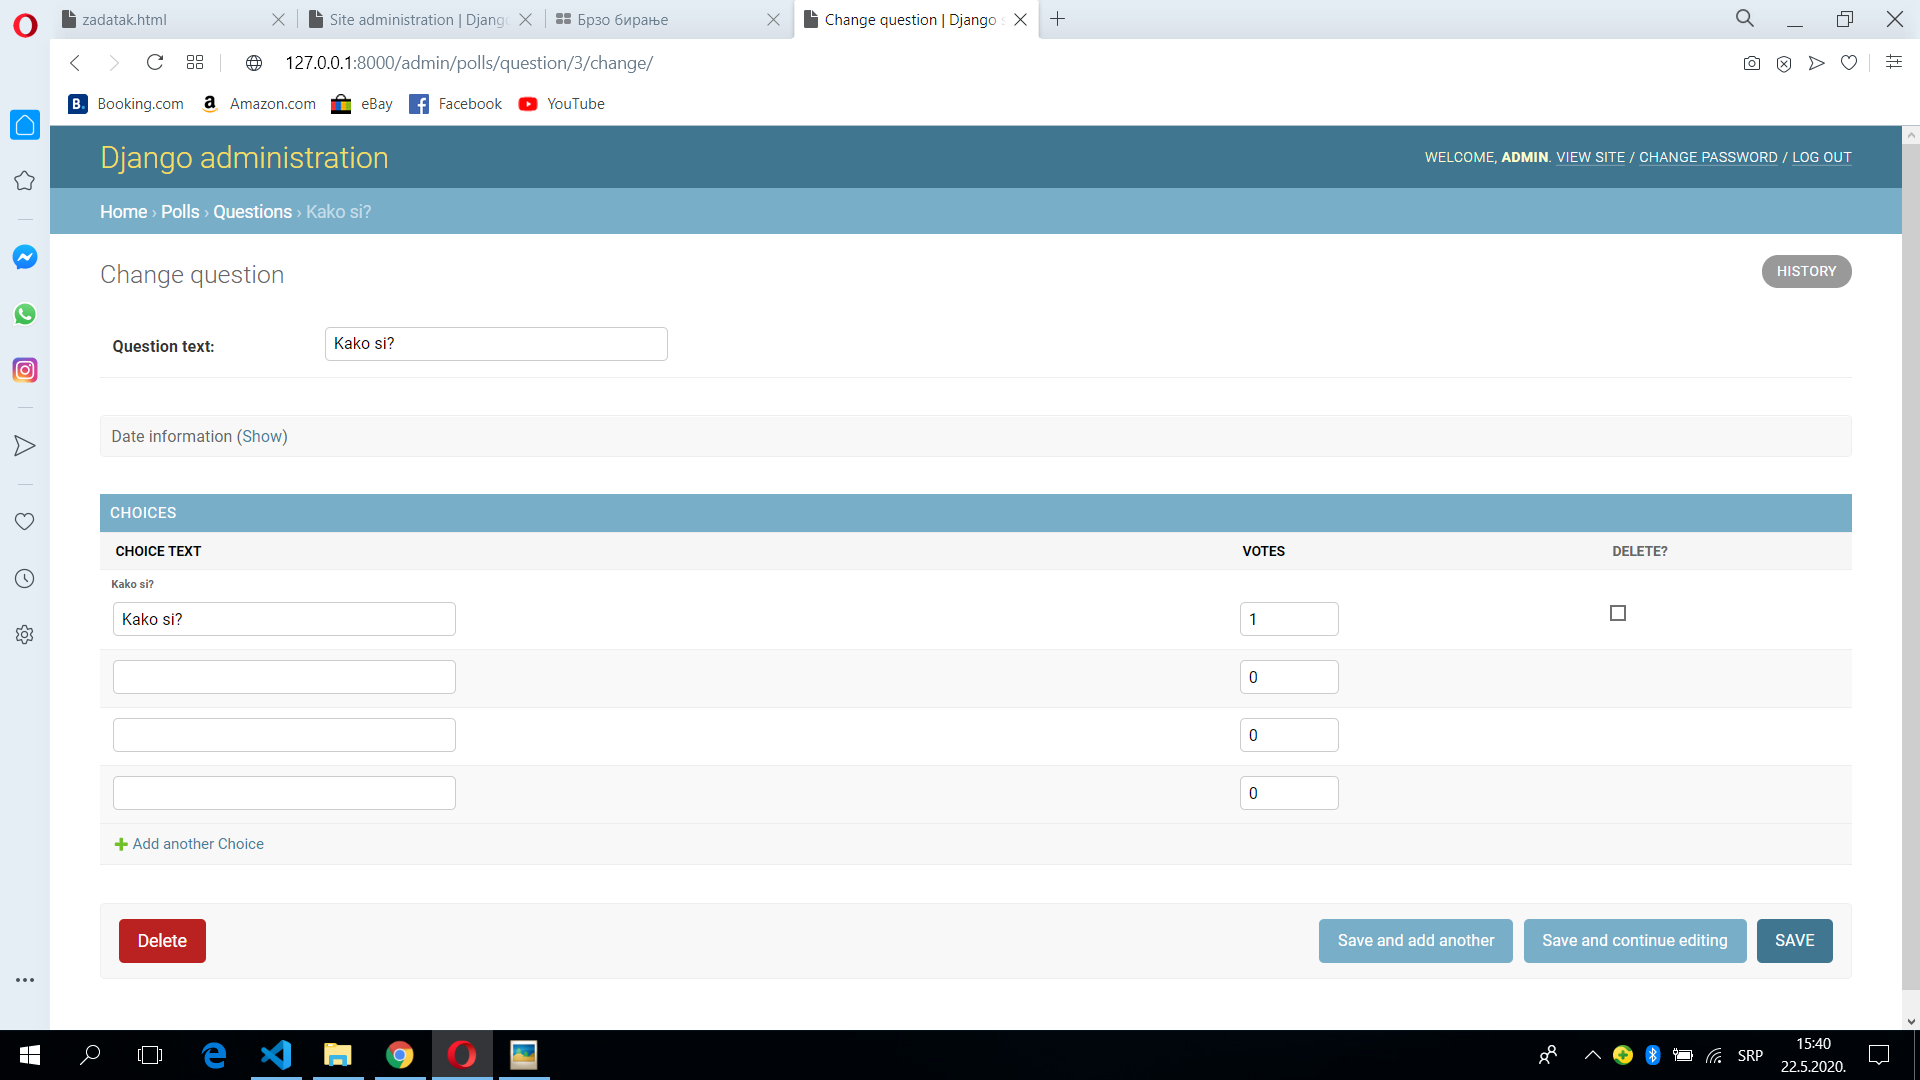 zadatak.html
Site administration | Django
Брзо бирање
Change question | Django s
127.0.0.1:8000/admin/polls/question/3/change/
B. Booking.com
a Amazon.com
eBay
Facebook
YouTube
Django administration
WELCOME, ADMIN. VIEW SITE / CHANGE PASSWORD / LOG OUT
Home › Polls › Questions › Kako si?
Change question
HISTORY
Question text:
Kako si?
Date information (Show)
CHOICES
CHOICE TEXT
VOTES
DELETE?
Kako si?
Kako si?
1
0
0
0
Add another Choice
Delete
Save and add another
Save and continue editing
SAVE
SRP
15:40
22.5.2020.